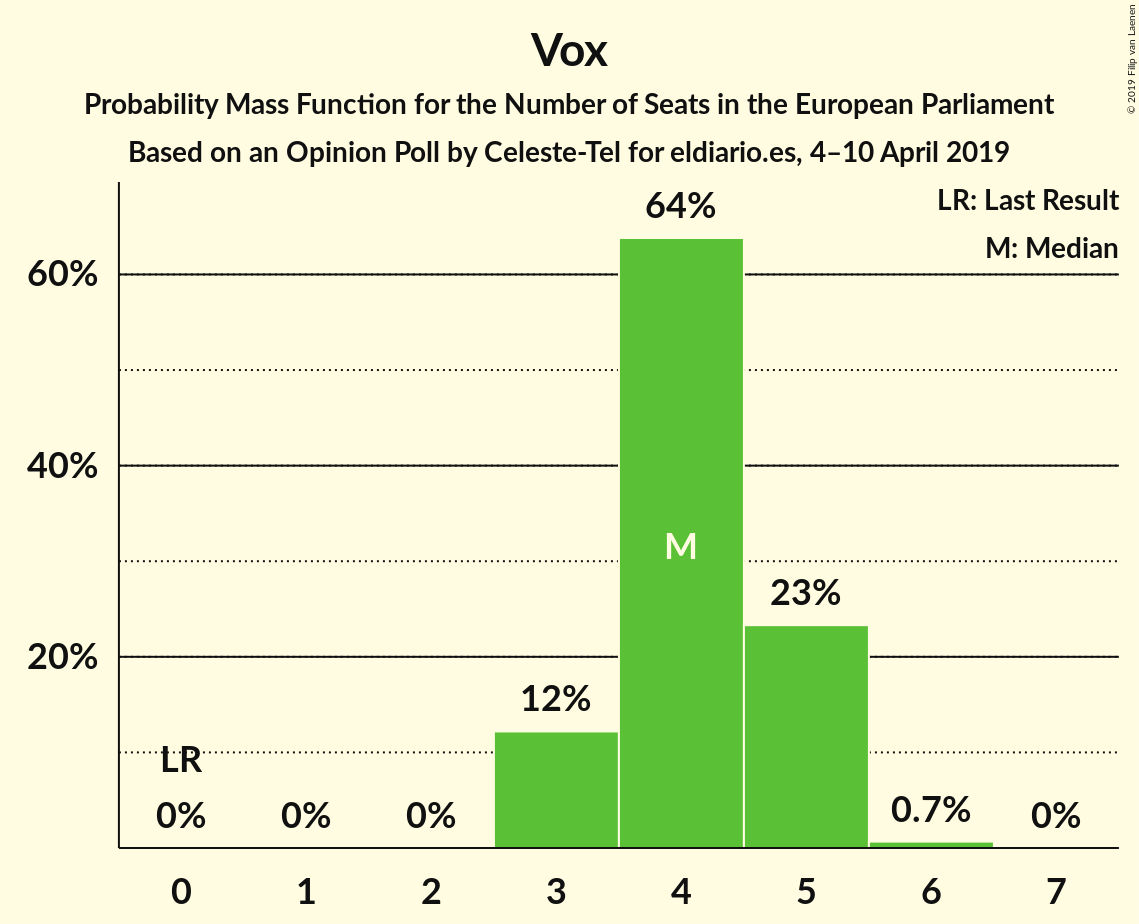 Vox
Probability Mass Function for the Number of Seats in the European Parliament
Based on an Opinion Poll by Celeste-Tel for eldiario.es, 4–10 April 2019
© 2019 Filip van Laenen
LR: Last Result
M: Median
64%
60%
40%
M
23%
20%
12%
LR
0% 0% 0% 0.7% 0%
0 1 2 3 4 5 6 7